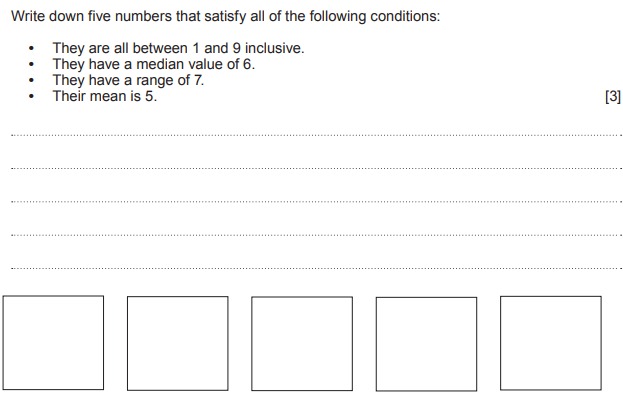 Write down five numbers that satisfy all of the following conditions:
• They are all between 1 and 9 inclusive.
• They have a median value of 6.
• They have a range of 7.
• Their mean is 5. [3]